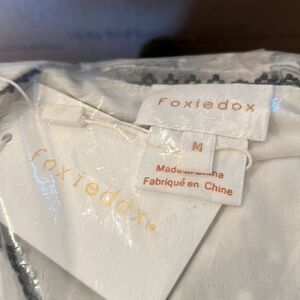 foxiedox
M
Made in China
Fabriqué en Chine
foxiedox